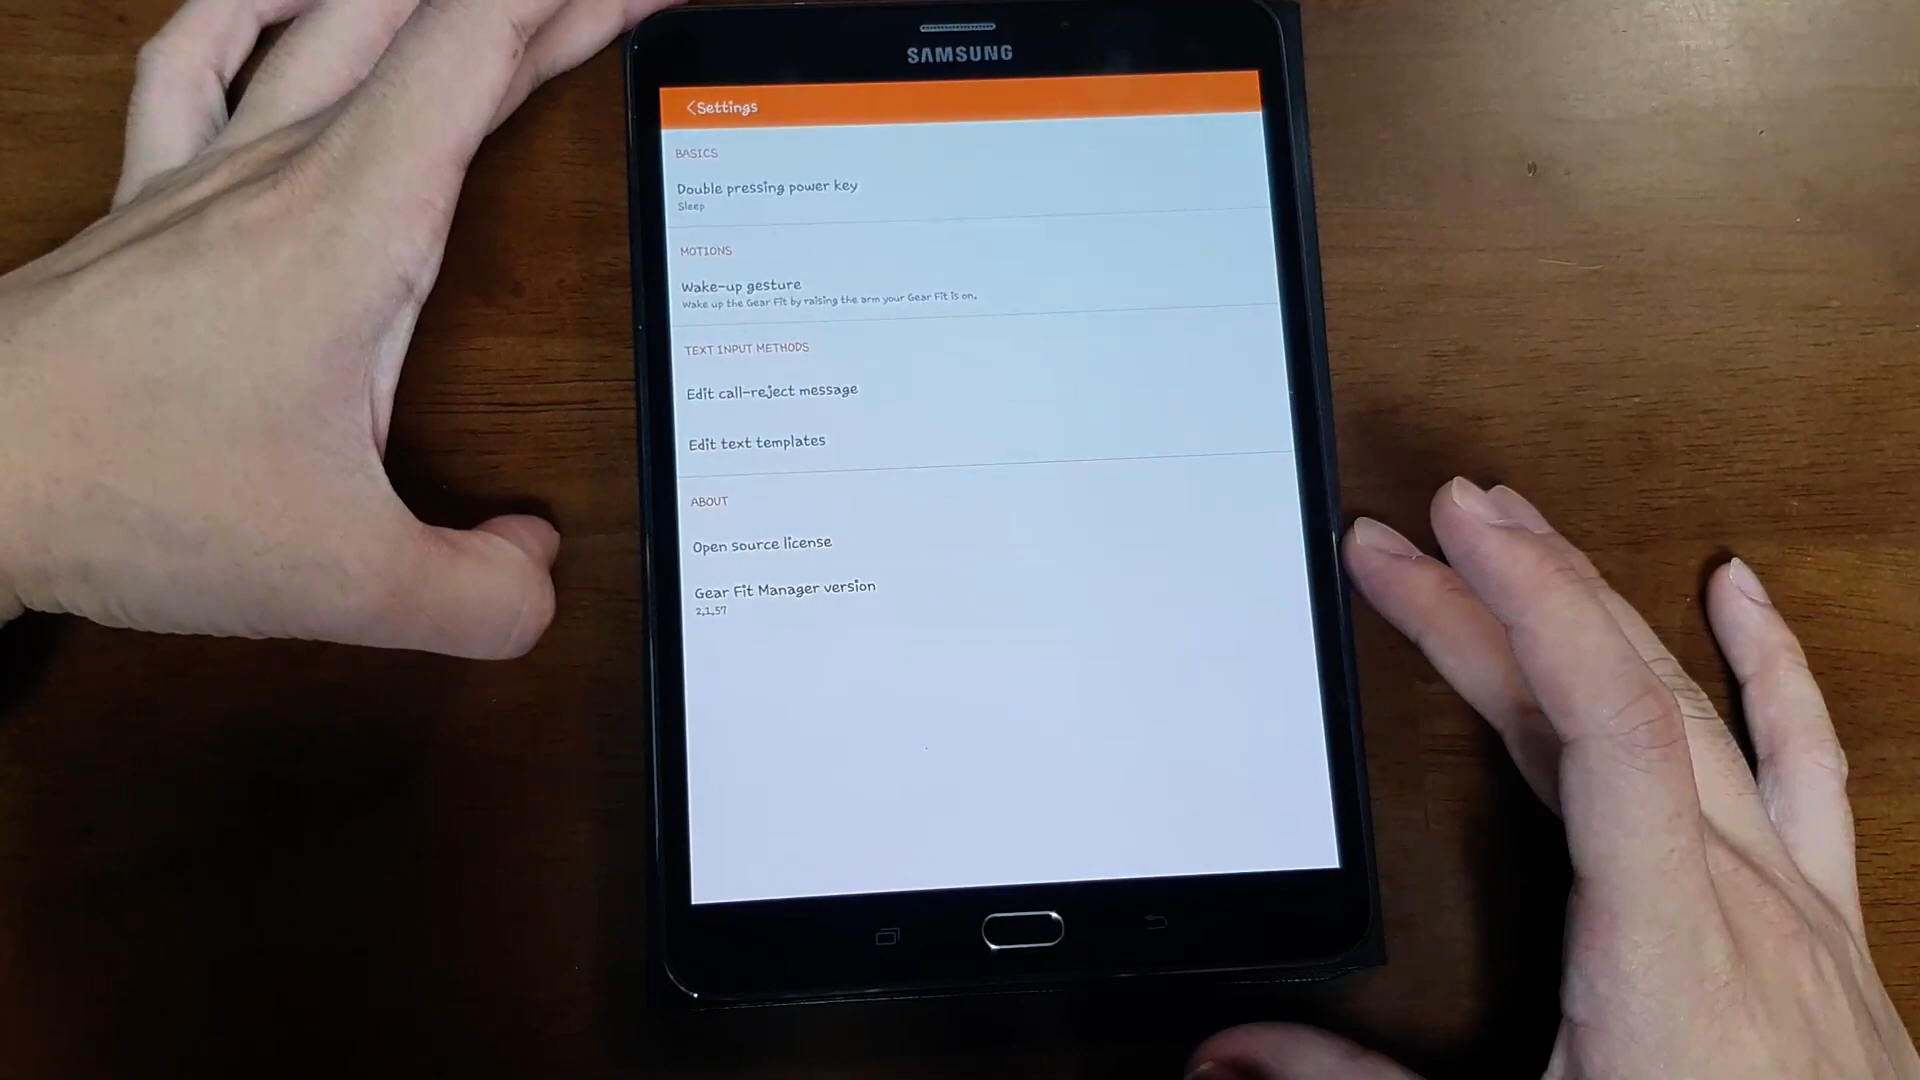 SAMSUNG
<Settings
BASICS
Double pressing power key
Sleep
MOTIONS
Wake-up gesture
Wake up the Gear Fit by raising the arm your Gear Fit is on.
TEXT INPUT METHODS
Edit call-reject message
Edit text templates
ABOUT
Open source license
Gear Fit Manager version
2.1.57